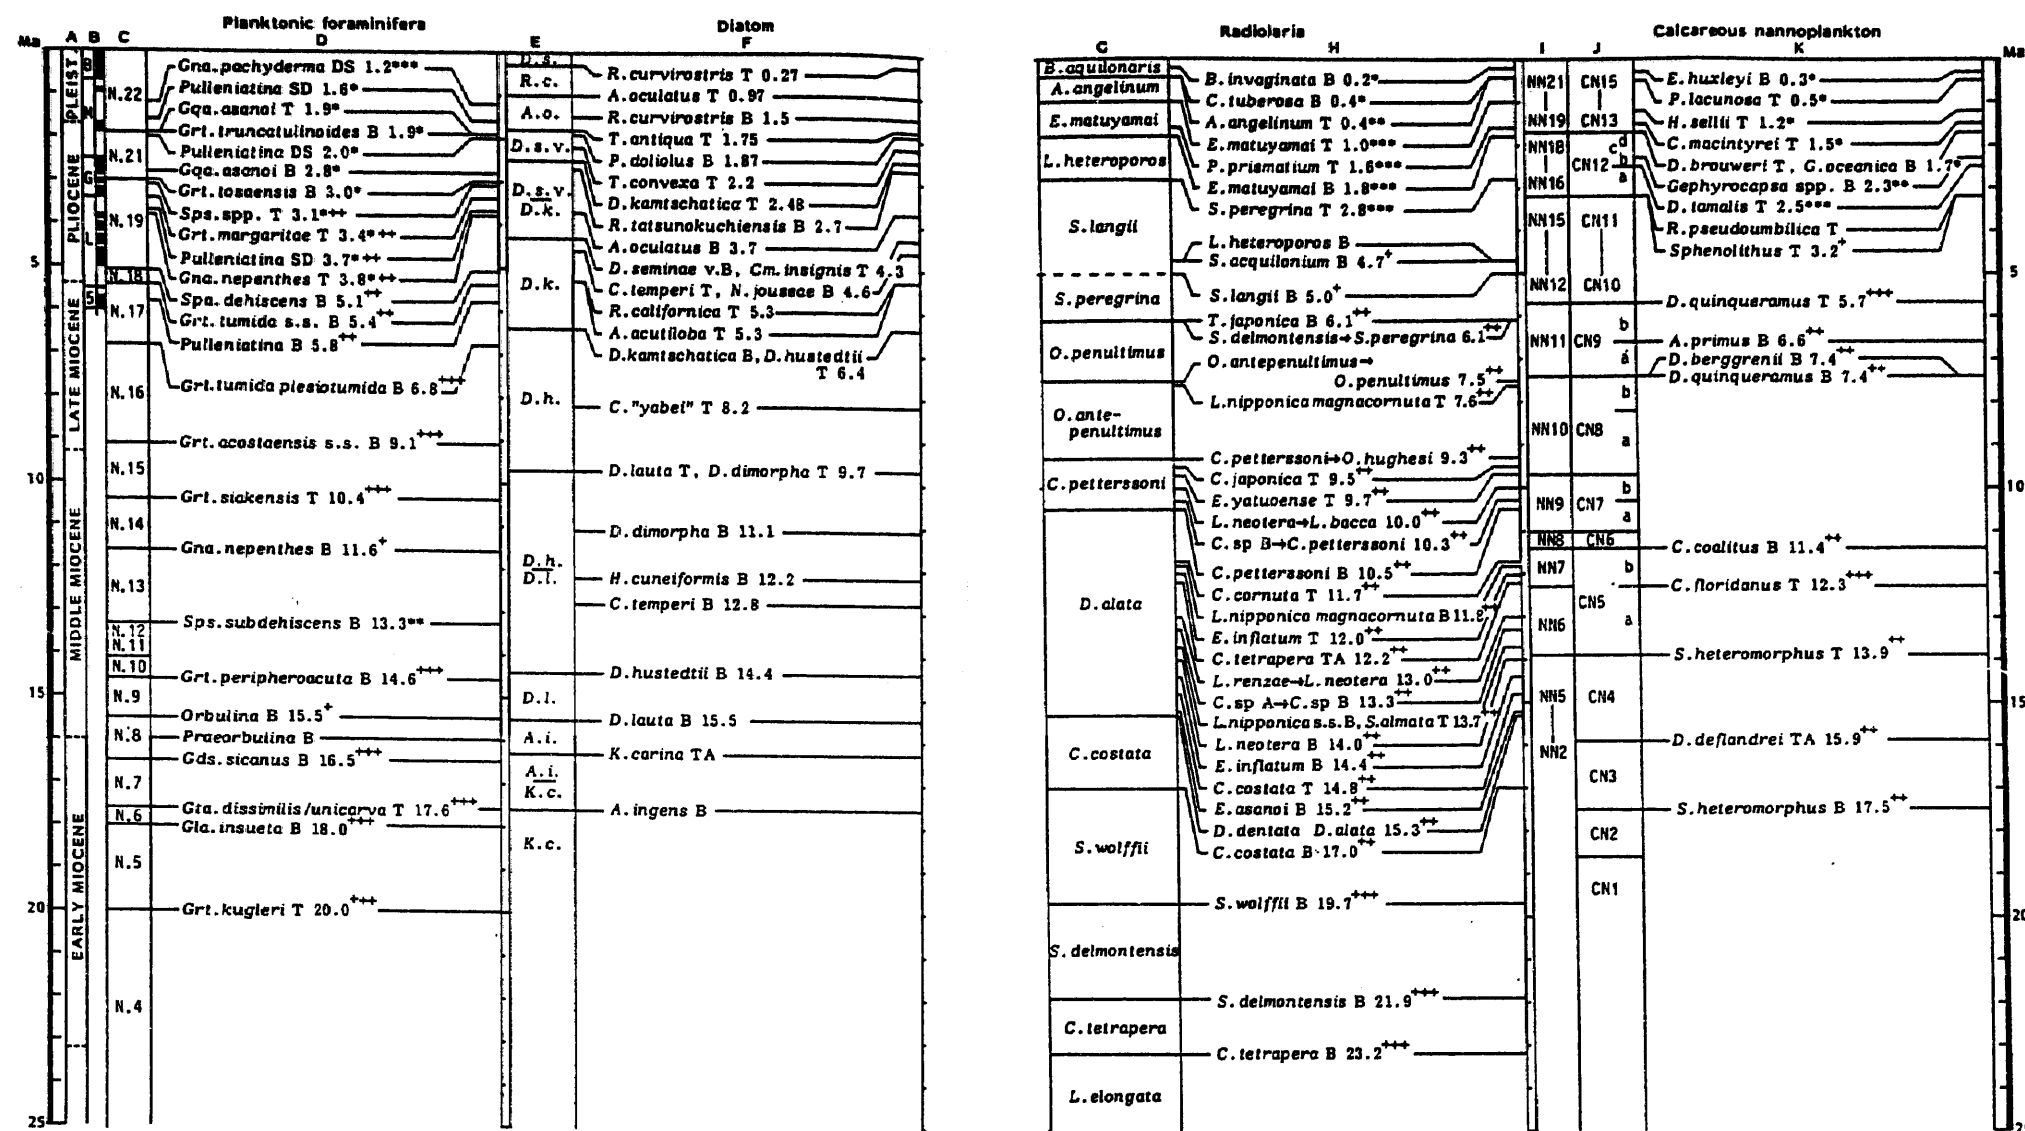 Planktonic foraminifera
Diatom
Ma A B C D E F
PLEIST.
PLIOCENE
LATE MIOCENE
MIDDLE MIOCENE
EARLY MIOCENE
5
10
15
20
25
B
M
G
L
5
N.22
N.21
N.19
N.18
N.17
N.16
N.15
N.14
N.13
N.12
N.11
N.10
N.9
N.8
N.7
N.6
N.5
N.4
Gna.pachyderma DS 1.2***
Pulleniatina SD 1.6*
Gqa.asanoi T 1.9*
Grt.truncatulinoides B 1.9*
Pulleniatina DS 2.0*
Gqa.asanoi B 2.8*
Grt.tosaensis B 3.0*
Sps.spp. T 3.1*++
Grt.margaritae T 3.4*++
Pulleniatina SD 3.7*++
Gna.nepenthes T 3.8*++
Spa.dehiscens B 5.1++
Grt.tumida s.s. B 5.4++
Pulleniatina B 5.8++
Grt.tumida plesiotumida B 6.8+++
Grt.acostaensis s.s. B 9.1+++
Grt.siakensis T 10.4+++
Gna.nepenthes B 11.6+
Sps.subdehiscens B 13.3**
Grt.peripheroacuta B 14.6+++
Orbulina B 15.5+
Praeorbulina B
Gds.sicanus B 16.5+++
Gta.dissimilis/unicarva T 17.6+++
Gla.insueta B 18.0+++
Grt.kugleri T 20.0+++
D.s.
R.c.
A.o.
D.s.v.
D.s.v.
D.k.
D.k.
D.h.
D.h.
D.l.
D.l.
A.i.
A.i.
K.c.
K.c.
R.curvirostris T 0.27
A.oculatus T 0.97
R.curvirostris B 1.5
T.antiqua T 1.75
P.doliolus B 1.87
T.convexa T 2.2
D.kamtschatica T 2.48
R.tatsunokuchiensis B 2.7
A.oculatus B 3.7
D.seminae v.B, Cm.insignis T 4.3
C.temperi T, N.jouseae B 4.6
R.californica T 5.3
A.acutiloba T 5.3
D.kamtschatica B, D.hustedtii
T 6.4
C."yabei" T 8.2
D.lauta T, D.dimorpha T 9.7
D.dimorpha B 11.1
H.cuneiformis B 12.2
C.temperi B 12.8
D.hustedtii B 14.4
D.lauta B 15.5
K.carina TA
A.ingens B
Radiolaria
Calcareous nannoplankton
G H I J K Ma
B.aquilonaris
A.angelinum
E.matuyamai
L.heteroporos
S.langii
S.peregrina
O.penultimus
O.ante-
penultimus
C.pettersson​i
D.alata
C.costata
S.wolffii
S.delmontensis
C.tetrapera
L.elongata
B.invaginata B 0.2*
C.tuberosa B 0.4*
A.angelinum T 0.4**
E.matuyamai T 1.0***
P.prismatium T 1.6***
E.matuyamai B 1.8***
S.peregrina T 2.8***
L.heteroporos B
S.acquilonium B 4.7+
S.langii B 5.0+
T.japonica B 6.1++
S.delmontensis→S.peregrina 6.1++
O.antepenultimus→
O.penultimus 7.5++
L.nipponica magnacornuta T 7.6++
C.petterssoni→O.hughesi 9.3++
C.japonica T 9.5++
E.yatuoense T 9.7++
L.neotera→L.bacca 10.0++
C.sp B→C.petterssoni 10.3++
C.petterssoni B 10.5++
C.cornuta T 11.7++
L.nipponica magnacornuta B 11.8++
E.inflatum T 12.0++
C.tetrapera TA 12.2++
L.renzae→L.neotera 13.0++
C.sp A→C.sp B 13.3++
L.nipponica s.s.B, S.almata T 13.7++
L.neotera B 14.0++
E.inflatum B 14.4++
C.costata T 14.8++
E.asanoi B 15.2++
D.dentata D.alata 15.3++
C.costata B 17.0++
S.wolffii B 19.7+++
S.delmontensis B 21.9+++
C.tetrapera B 23.2+++
NN21
NN19
NN18
NN16
NN15
NN12
NN11
NN10
NN9
NN8
NN7
NN6
NN5
NN2
CN15
CN13
CN12
d
c
b
a
CN11
CN10
CN9
b
a
CN8
b
a
CN7
b
a
CN6
CN5
b
a
CN4
CN3
CN2
CN1
E.huxleyi B 0.3*
P.lacunosa T 0.5*
H.sellii T 1.2*
C.macintyrei T 1.5*
D.brouweri T, G.oceanica B 1.7*
Gephyrocapsa spp. B 2.3**
D.tamalis T 2.5***
R.pseudoumbilica T
Sphenolithus T 3.2+
D.quinqueramus T 5.7+++
A.primus B 6.6++
D.berggrenii B 7.4++
D.quinqueramus B 7.4++
C.coalitus B 11.4++
C.floridanus T 12.3+++
S.heteromorphus T 13.9++
D.deflandrei TA 15.9++
S.heteromorphus B 17.5++
5
10
15
20